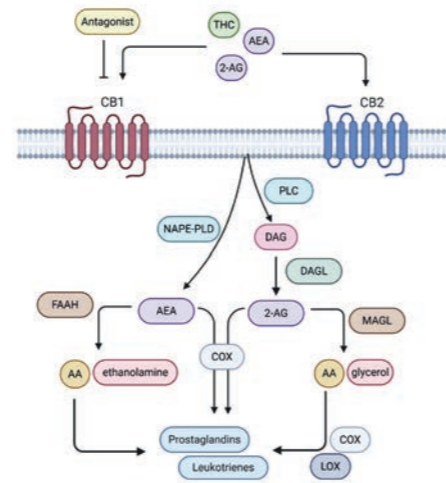 Antagonist
THC
AEA
2-AG
CB1
CB2
PLC
NAPE-PLD
DAG
DAGL
FAAH
AEA
2-AG
MAGL
COX
AA
ethanolamine
AA
glycerol
Prostaglandins
COX
Leukotrienes
LOX